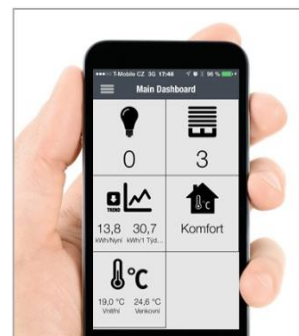 T-Mobile CZ 3G 17:46 96 %
Main Dashboard
0 3
TREND
13,8 30,7 Komfort
kWh/Nyní kWh/1 Týd...
°C
°C
19,0 °C 24,6 °C
Vnitřní Venkovní